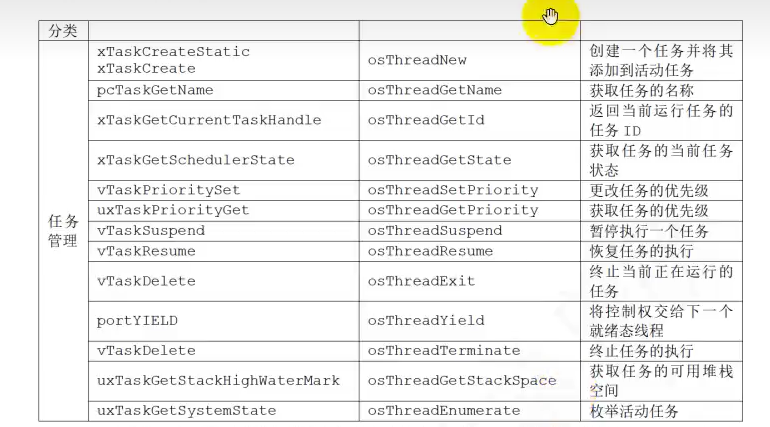 分类
任务
管理
xTaskCreateStatic
xTaskCreate
osThreadNew
创建一个任务并将其
添加到活动任务
pcTaskGetName
osThreadGetName
获取任务的名称
xTaskGetCurrentTaskHandle
osThreadGetId
返回当前运行任务的
任务 ID
xTaskGetSchedulerState
osThreadGetState
获取任务的当前任务
状态
vTaskPrioritySet
osThreadSetPriority
更改任务的优先级
uxTaskPriorityGet
osThreadGetPriority
获取任务的优先级
vTaskSuspend
osThreadSuspend
暂停执行一个任务
vTaskResume
osThreadResume
恢复任务的执行
vTaskDelete
osThreadExit
终止当前正在运行的
任务
portYIELD
osThreadYield
将控制权交给下一个
就绪态线程
vTaskDelete
osThreadTerminate
终止任务的执行
uxTaskGetStackHighWaterMark
osThreadGetStackSpace
获取任务的可用堆栈
空间
uxTaskGetSystemState
osThreadEnumerate
枚举活动任务